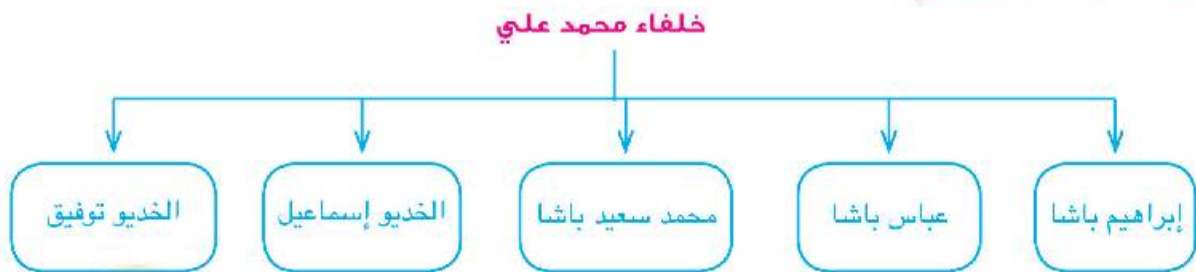 خلفاء محمد علي
إبراهيم باشا
عباس باشا
محمد سعيد باشا
الخديو إسماعيل
الخديو توفيق